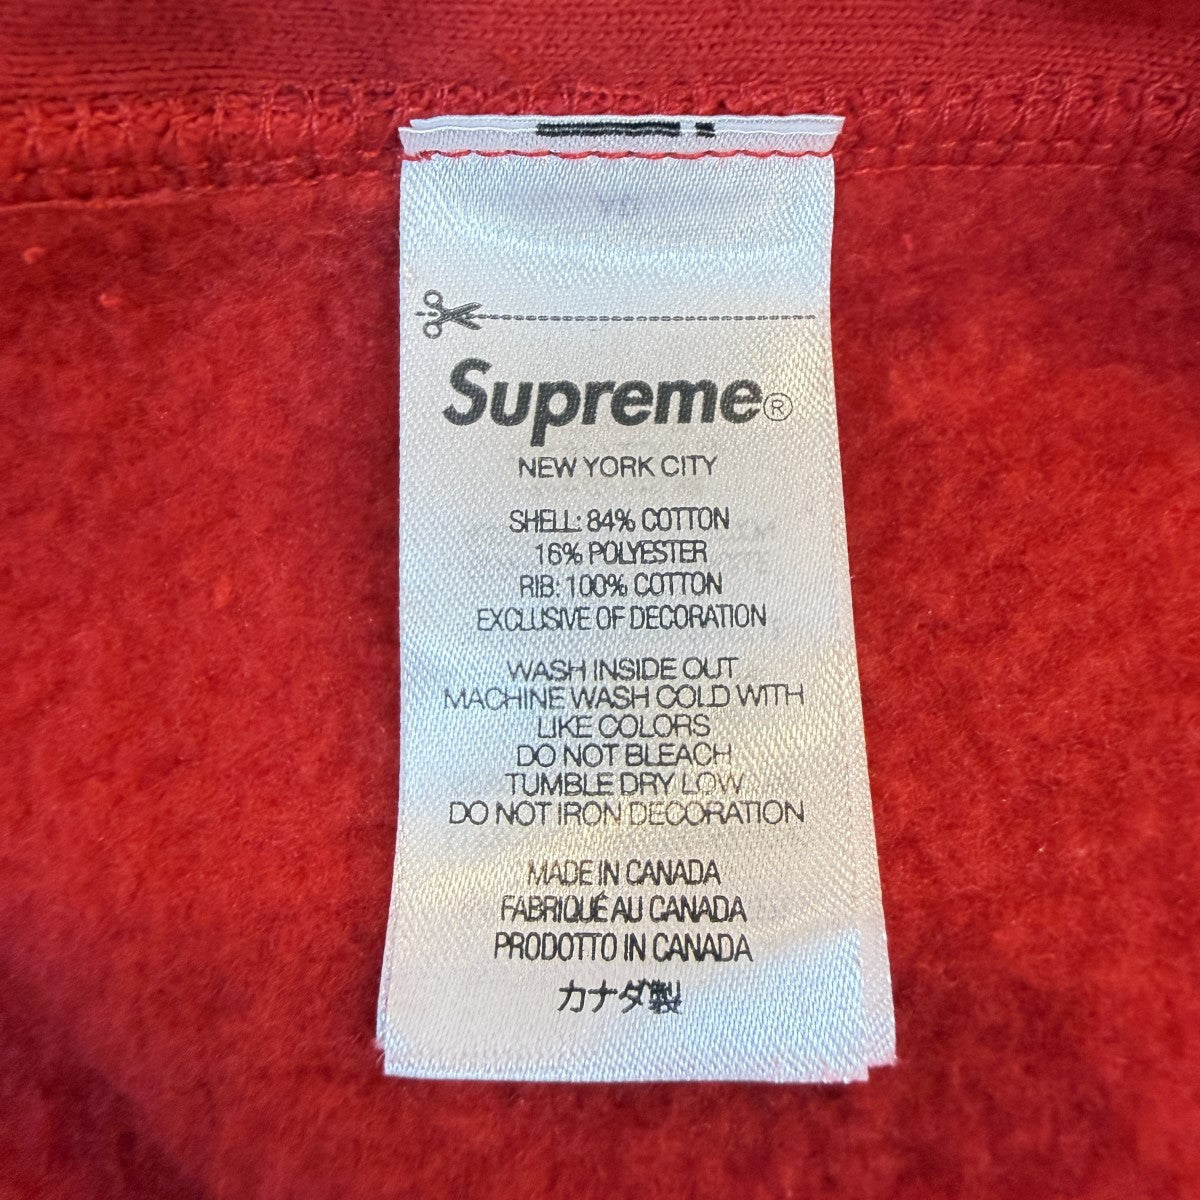 Supreme®
NEW YORK CITY
SHELL: 84% COTTON
16% POLYESTER
RIB: 100% COTTON
EXCLUSIVE OF DECORATION
WASH INSIDE OUT
MACHINE WASH COLD WITH
LIKE COLORS
DO NOT BLEACH
TUMBLE DRY LOW
DO NOT IRON DECORATION
MADE IN CANADA
FABRIQUÉ AU CANADA
PRODOTTO IN CANADA
カナダ製